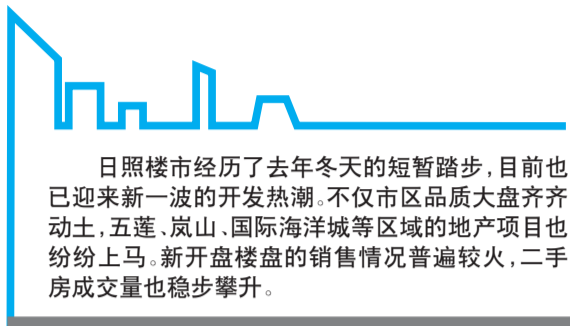 日照楼市经历了去年冬天的短暂踏步,目前也
已迎来新一波的开发热潮。不仅市区品质大盘齐齐
动土,五莲、岚山、国际海洋城等区域的地产项目也
纷纷上马。新开盘楼盘的销售情况普遍较火,二手
房成交量也稳步攀升。